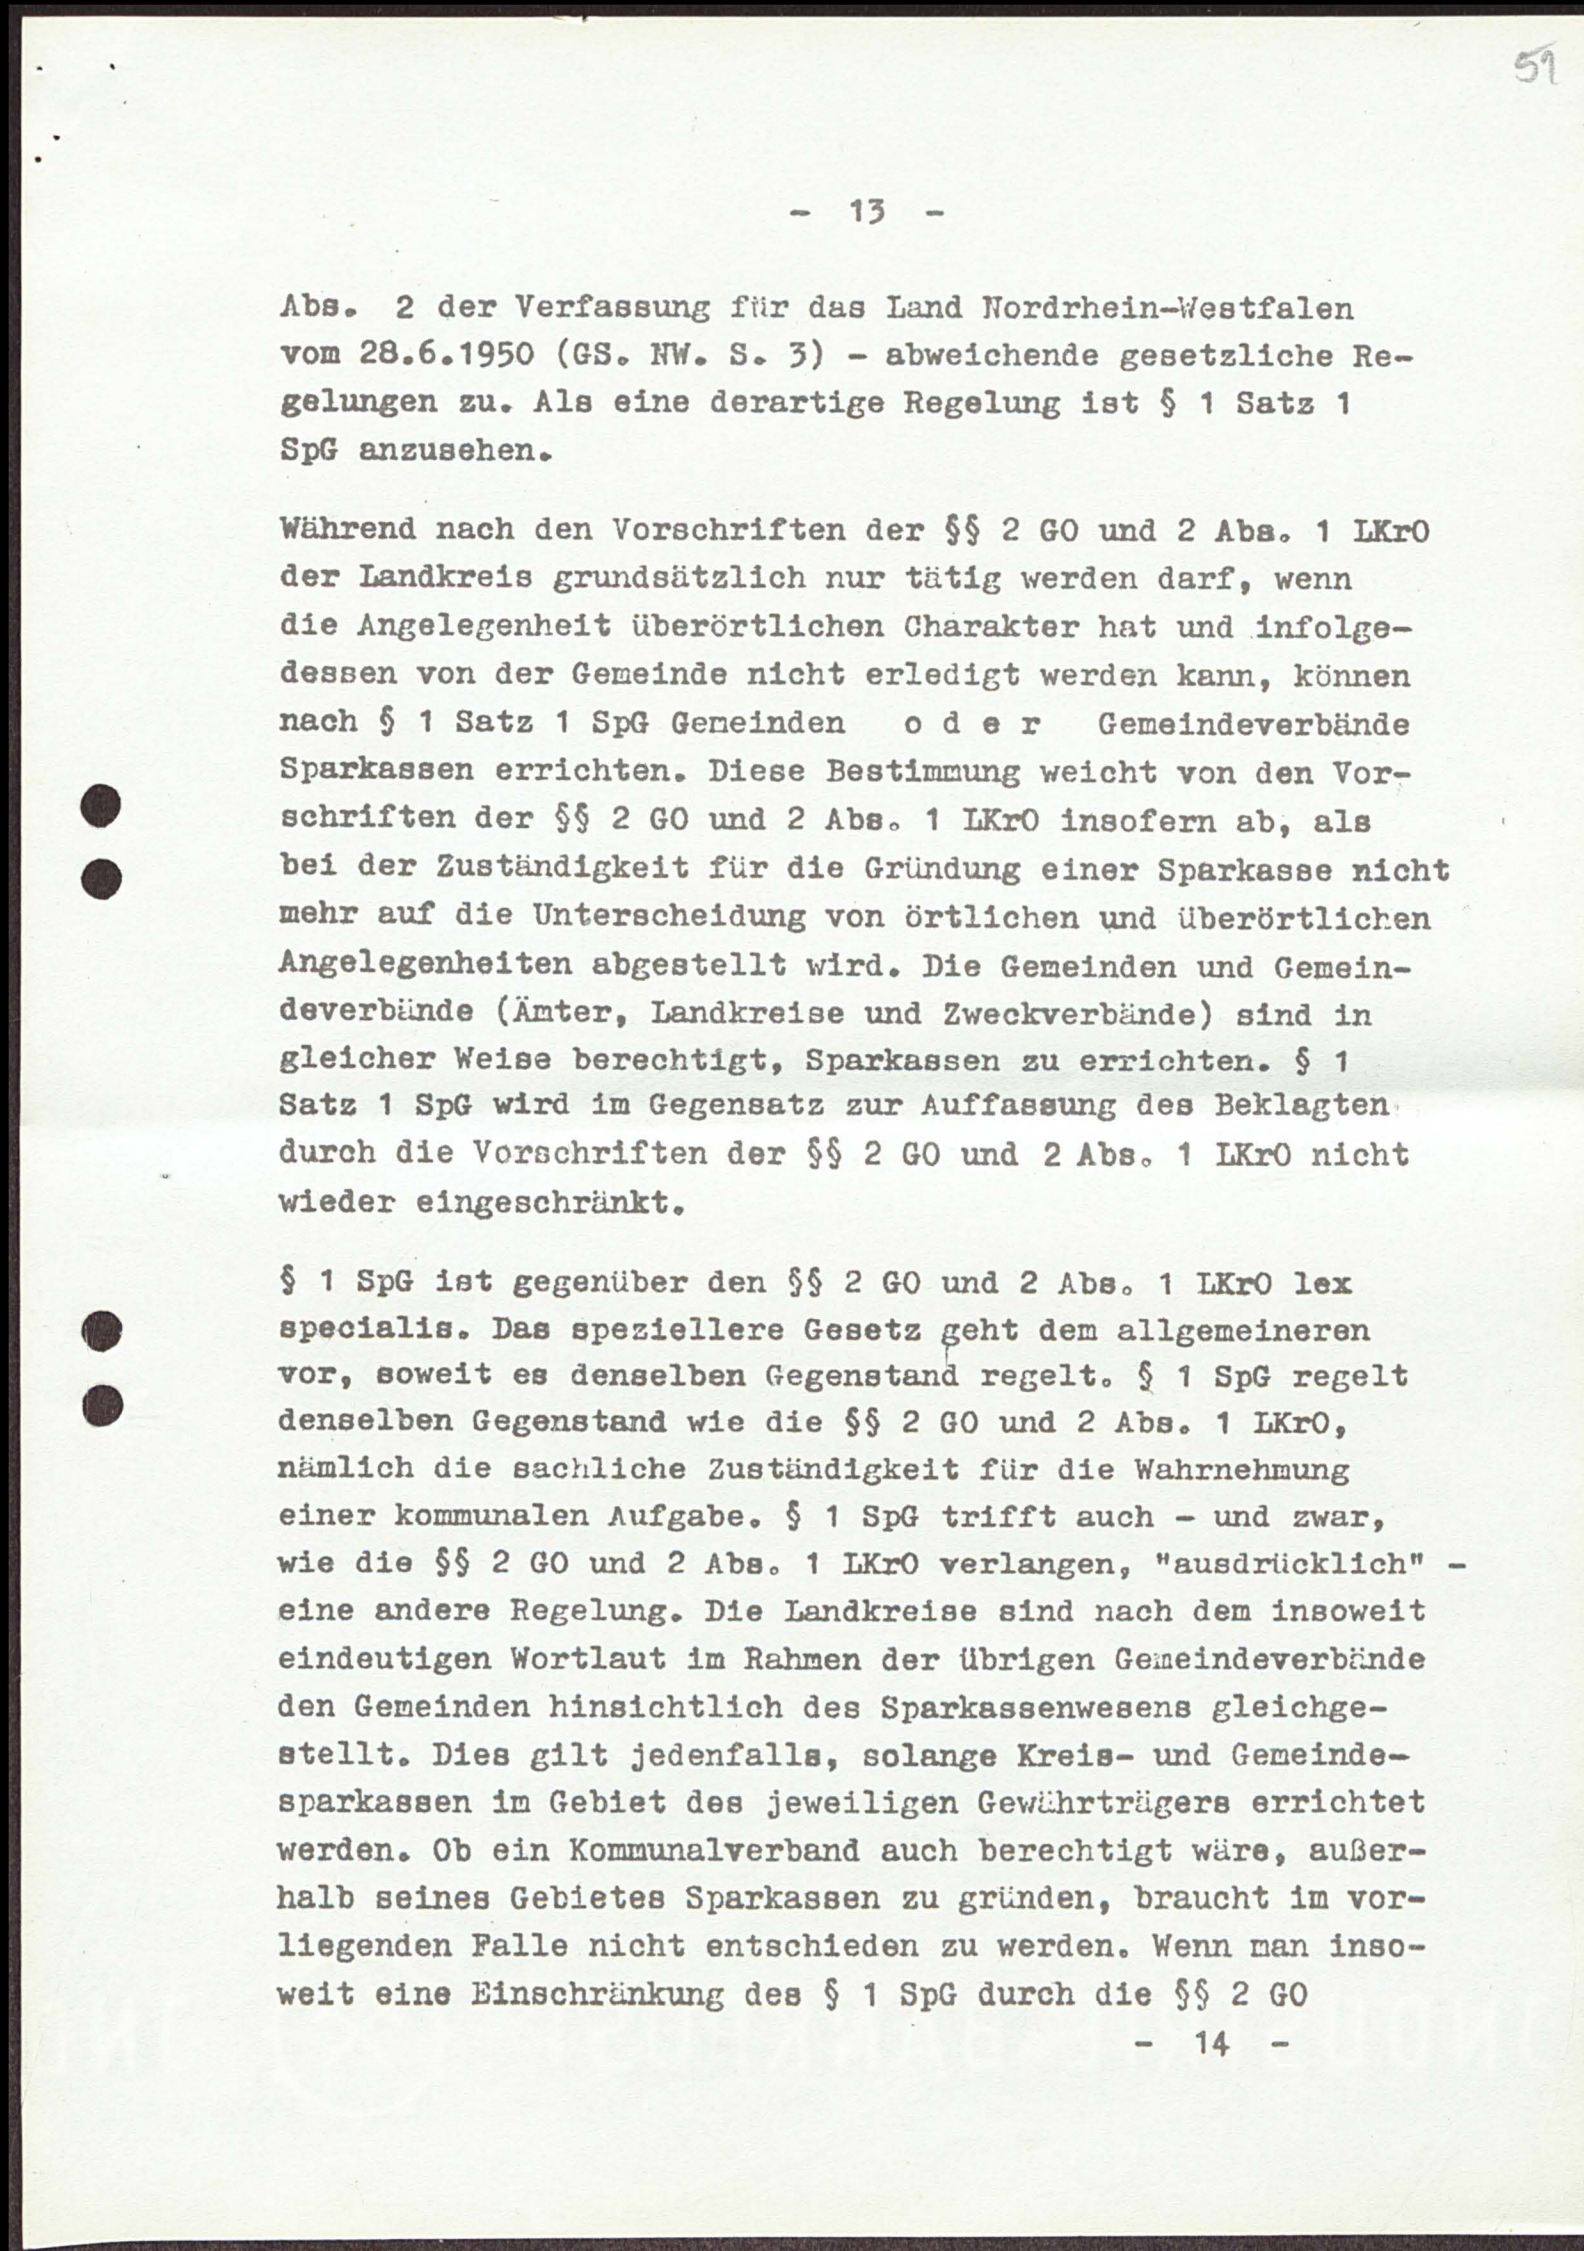 51
- 13 -
Abs. 2 der Verfassung für das Land Nordrhein-Westfalen
vom 28.6.1950 (GS. NW. S. 3) - abweichende gesetzliche Re-
gelungen zu. Als eine derartige Regelung ist § 1 Satz 1
SpG anzusehen.
Während nach den Vorschriften der §§ 2 GO und 2 Abs. 1 LKrO
der Landkreis grundsätzlich nur tätig werden darf, wenn
die Angelegenheit überörtlichen Charakter hat und infolge-
dessen von der Gemeinde nicht erledigt werden kann, können
nach § 1 Satz 1 SpG Gemeinden o d e r Gemeindeverbände
Sparkassen errichten. Diese Bestimmung weicht von den Vor-
schriften der §§ 2 GO und 2 Abs. 1 LKrO insofern ab, als
bei der Zuständigkeit für die Gründung einer Sparkasse nicht
mehr auf die Unterscheidung von örtlichen und überörtlichen
Angelegenheiten abgestellt wird. Die Gemeinden und Gemein-
deverbände (Ämter, Landkreise und Zweckverbände) sind in
gleicher Weise berechtigt, Sparkassen zu errichten. § 1
Satz 1 SpG wird im Gegensatz zur Auffassung des Beklagten
durch die Vorschriften der §§ 2 GO und 2 Abs. 1 LKrO nicht
wieder eingeschränkt.
§ 1 SpG ist gegenüber den §§ 2 GO und 2 Abs. 1 LKrO lex
specialis. Das speziellere Gesetz geht dem allgemeineren
vor, soweit es denselben Gegenstand regelt. § 1 SpG regelt
denselben Gegenstand wie die §§ 2 GO und 2 Abs. 1 LKrO,
nämlich die sachliche Zuständigkeit für die Wahrnehmung
einer kommunalen Aufgabe. § 1 SpG trifft auch - und zwar,
wie die §§ 2 GO und 2 Abs. 1 LKrO verlangen, "ausdrücklich" -
eine andere Regelung. Die Landkreise sind nach dem insoweit
eindeutigen Wortlaut im Rahmen der übrigen Gemeindeverbände
den Gemeinden hinsichtlich des Sparkassenwesens gleichge-
stellt. Dies gilt jedenfalls, solange Kreis- und Gemeinde-
sparkassen im Gebiet des jeweiligen Gewährträgers errichtet
werden. Ob ein Kommunalverband auch berechtigt wäre, außer-
halb seines Gebietes Sparkassen zu gründen, braucht im vor-
liegenden Falle nicht entschieden zu werden. Wenn man inso-
weit eine Einschränkung des § 1 SpG durch die §§ 2 GO
- 14 -